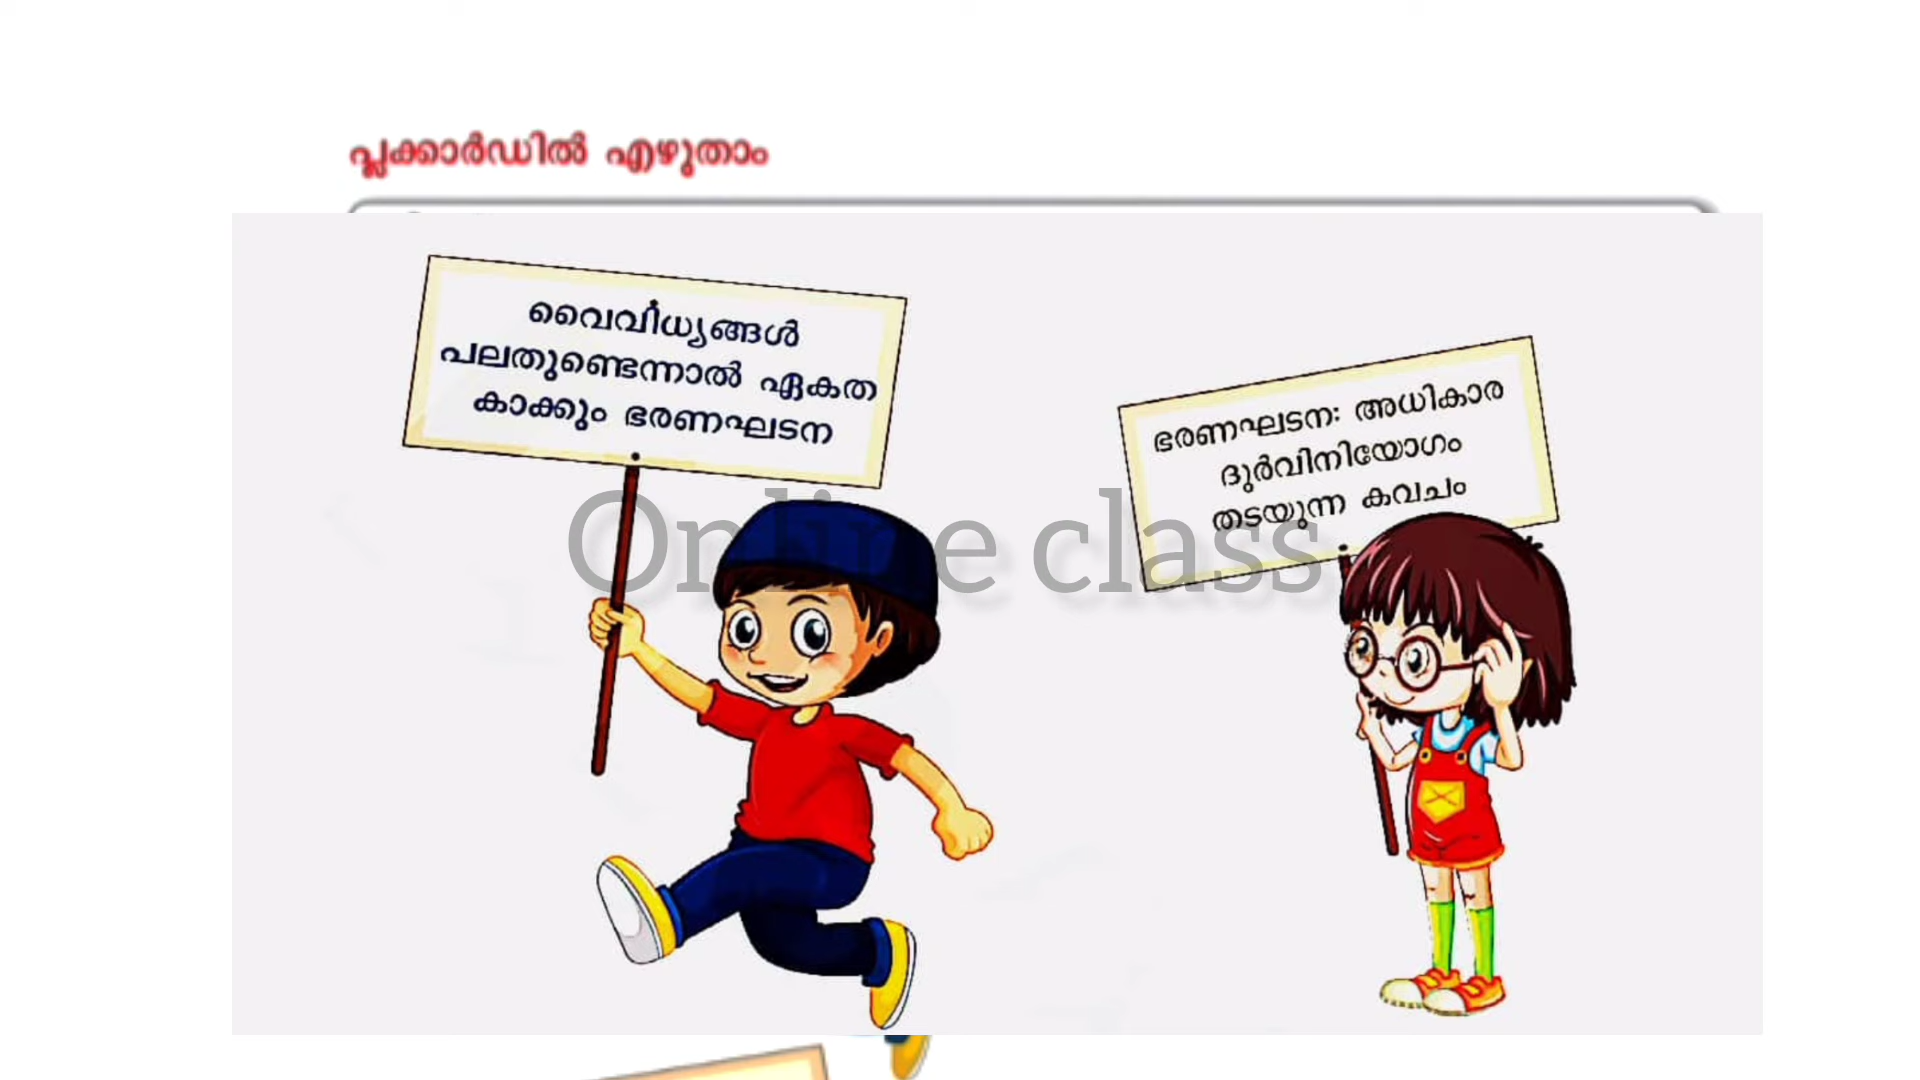 പ്ലക്കാർഡിൽ എഴുതാം
വൈവിധ്യങ്ങൾ
പലതുണ്ടെന്നാൽ ഏകത
കാക്കും ഭരണഘടന
ഭരണഘടന: അധികാര
ദുർവിനിയോഗം
തടയുന്ന കവചം
Online class